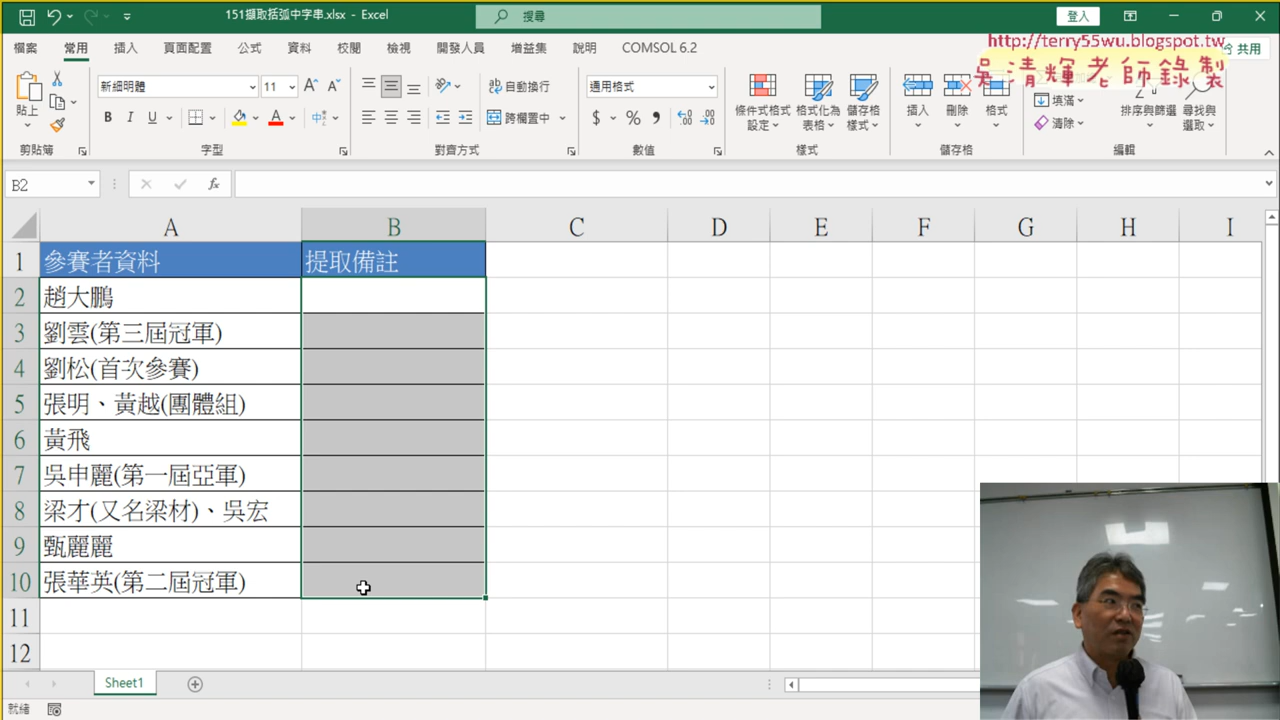 151擷取括弧中字串.xlsx - Excel
搜尋
登入
檔案 常用 插入 頁面配置 公式 資料 校閱 檢視 開發人員 增益集 說明 COMSOL 6.2
共用
http://terry55wu.blogspot.tw
吳清輝老師錄製
新細明體 11
自動換行
通用格式
貼上
B I U
跨欄置中
$ %
條件式格式設定
格式化為表格
儲存格樣式
插入
刪除
格式
填滿
清除
排序與篩選
尋找與選取
剪貼簿 字型 對齊方式 數值 樣式 儲存格 編輯
B2
fx
A B C D E F G H I
1 參賽者資料 提取備註
2 趙大鵬
3 劉雲(第三屆冠軍)
4 劉松(首次參賽)
5 張明、黃越(團體組)
6 黃飛
7 吳申麗(第一屆亞軍)
8 梁才(又名梁材)、吳宏
9 甄麗麗
10 張華英(第二屆冠軍)
11
12
Sheet1
就緒